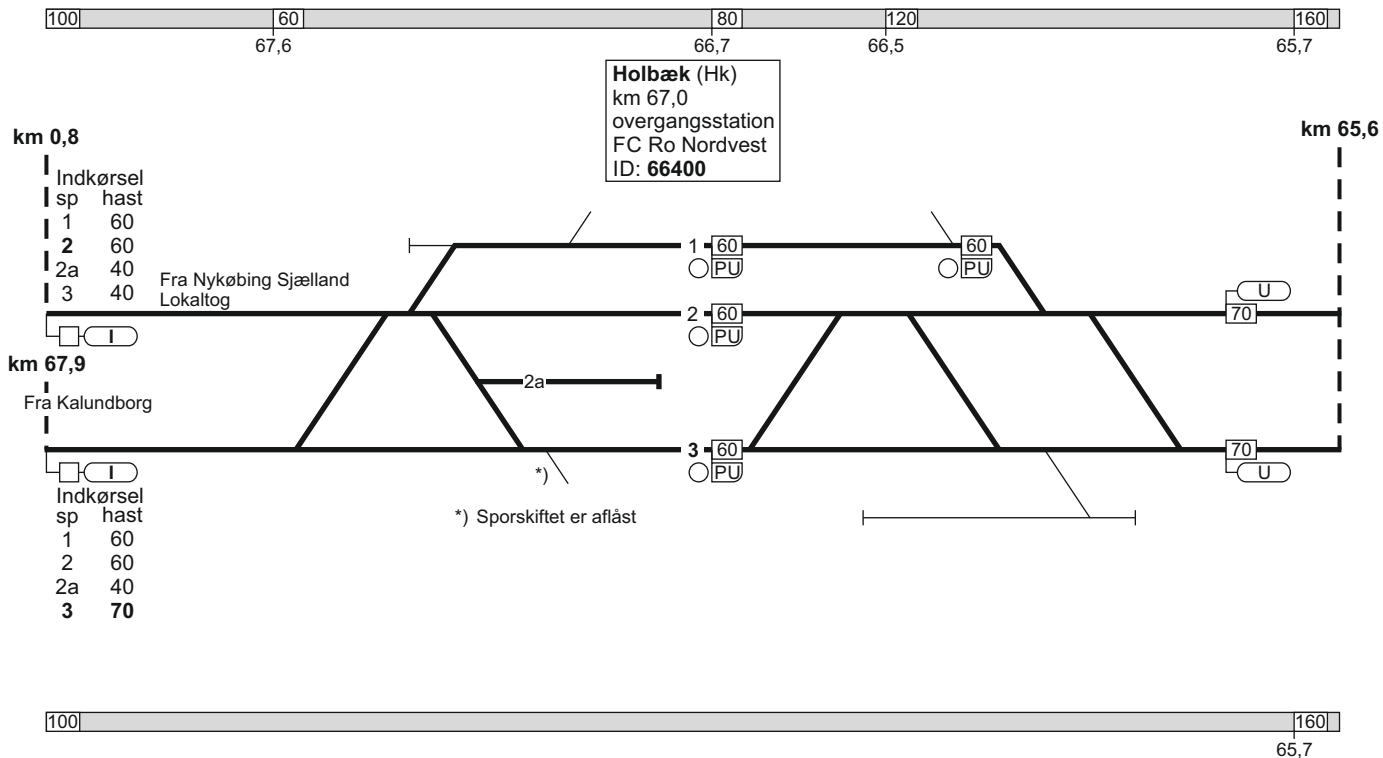 100 60 80 120 160
67,6 66,7 66,5 65,7
Holbæk (Hk)
km 67,0
overgangsstation
FC Ro Nordvest
ID: 66400
km 0,8
km 65,6
Indkørsel
sp hast
1 60
2 60
2a 40
3 40
Fra Nykøbing Sjælland
Lokaltog
1 60 60
PU PU
U
2 60 70
I PU
km 67,9
2a
Fra Kalundborg
3 60 70
I *) PU U
Indkørsel
sp hast
1 60
2 60
2a 40
3 70
*) Sporskiftet er aflåst
100 160
65,7